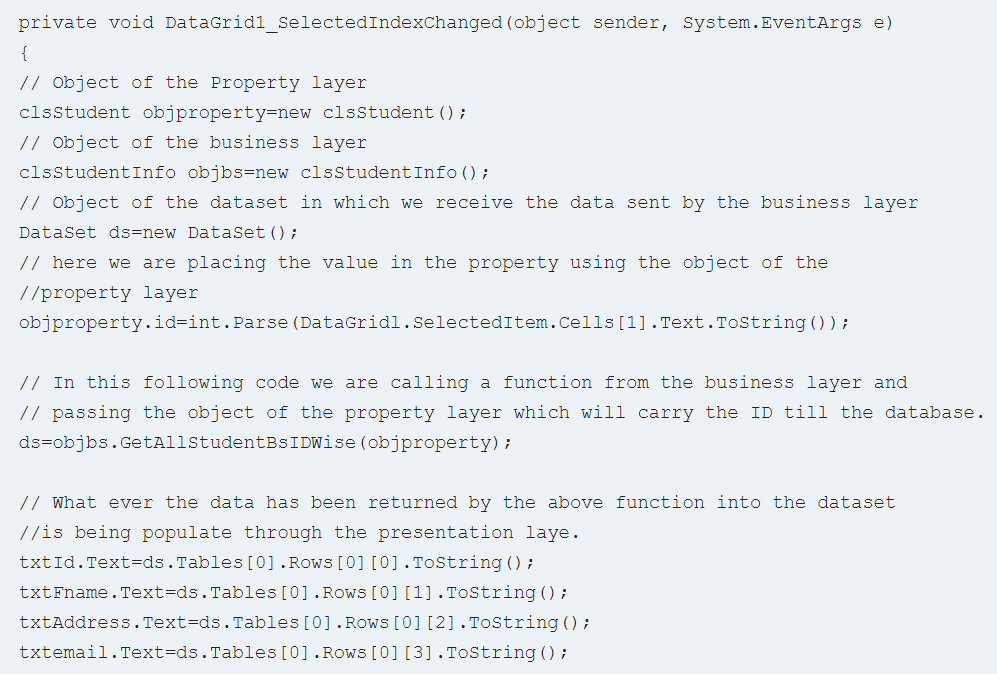 private void DataGrid1_SelectedIndexChanged(object sender, System.EventArgs e)
{
// Object of the Property layer
clsStudent objproperty=new clsStudent();
// Object of the business layer
clsStudentInfo objbs=new clsStudentInfo();
// Object of the dataset in which we receive the data sent by the business layer
DataSet ds=new DataSet();
// here we are placing the value in the property using the object of the
//property layer
objproperty.id=int.Parse(DataGridl.SelectedItem.Cells[1].Text.ToString());
// In this following code we are calling a function from the business layer and
// passing the object of the property layer which will carry the ID till the database.
ds=objbs.GetAllStudentBsIDWise(objproperty);
// What ever the data has been returned by the above function into the dataset
//is being populate through the presentation laye.
txtId.Text=ds.Tables[0].Rows[0][0].ToString();
txtFname.Text=ds.Tables[0].Rows[0][1].ToString();
txtAddress.Text=ds.Tables[0].Rows[0][2].ToString();
txtemail.Text=ds.Tables[0].Rows[0][3].ToString();